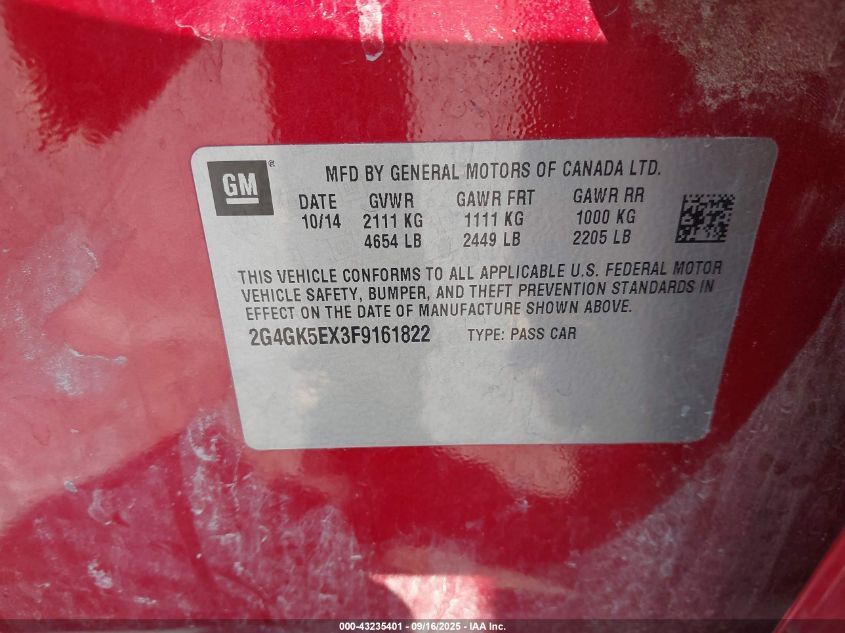 GM®
MFD BY GENERAL MOTORS OF CANADA LTD.
DATE GVWR GAWR FRT GAWR RR
10/14 2111 KG 1111 KG 1000 KG
4654 LB 2449 LB 2205 LB
THIS VEHICLE CONFORMS TO ALL APPLICABLE U.S. FEDERAL MOTOR
VEHICLE SAFETY, BUMPER, AND THEFT PREVENTION STANDARDS IN
EFFECT ON THE DATE OF MANUFACTURE SHOWN ABOVE.
2G4GK5EX3F9161822 TYPE: PASS CAR
000-43235401 - 09/16/2025 - IAA Inc.